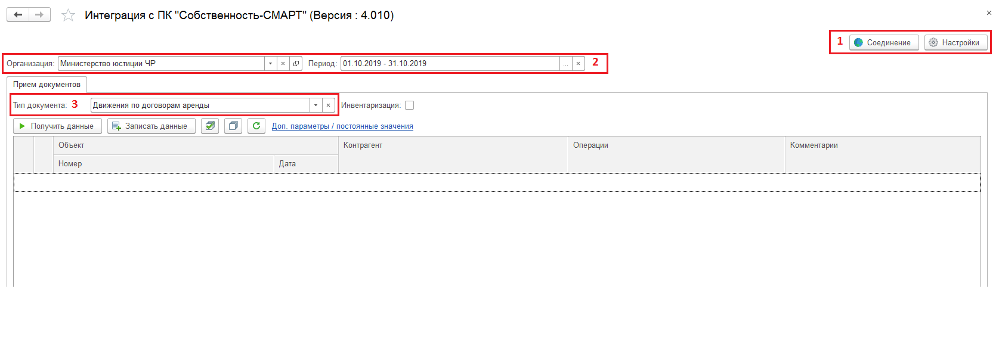 Интеграция с ПК "Собственность-СМАРТ" (Версия : 4.010)
1 Соединение Настройки
Организация: Министерство юстиции ЧР Период: 01.10.2019 - 31.10.2019 ... 2
Прием документов
Тип документа: 3 Движения по договорам аренды Инвентаризация:
Получить данные Записать данные Доп. параметры / постоянные значения
Объект Контрагент Операции Комментарии
Номер Дата